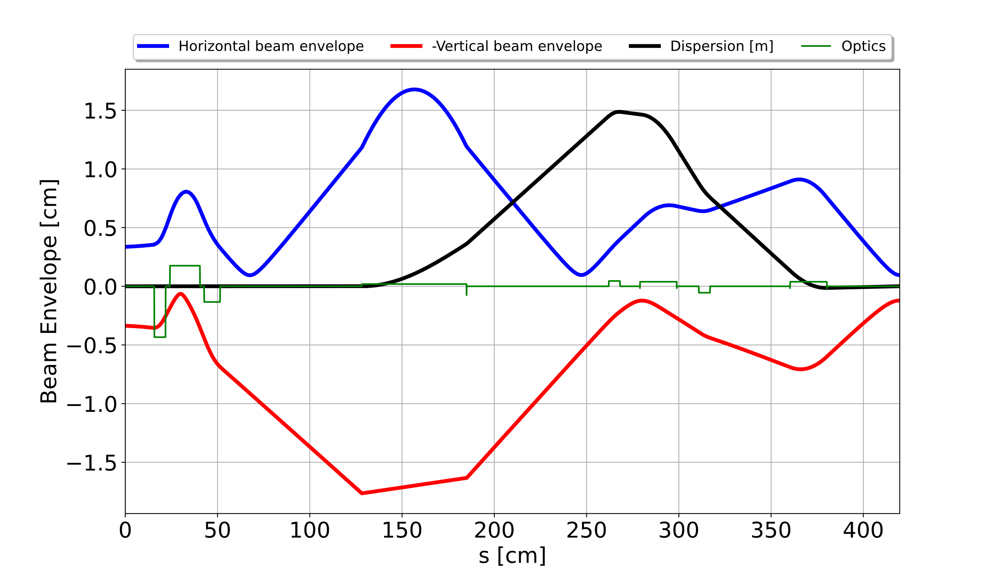 Horizontal beam envelope -Vertical beam envelope Dispersion [m] Optics
Beam Envelope [cm]
1.5
1.0
0.5
0.0
−0.5
−1.0
−1.5
0 50 100 150 200 250 300 350 400
s [cm]